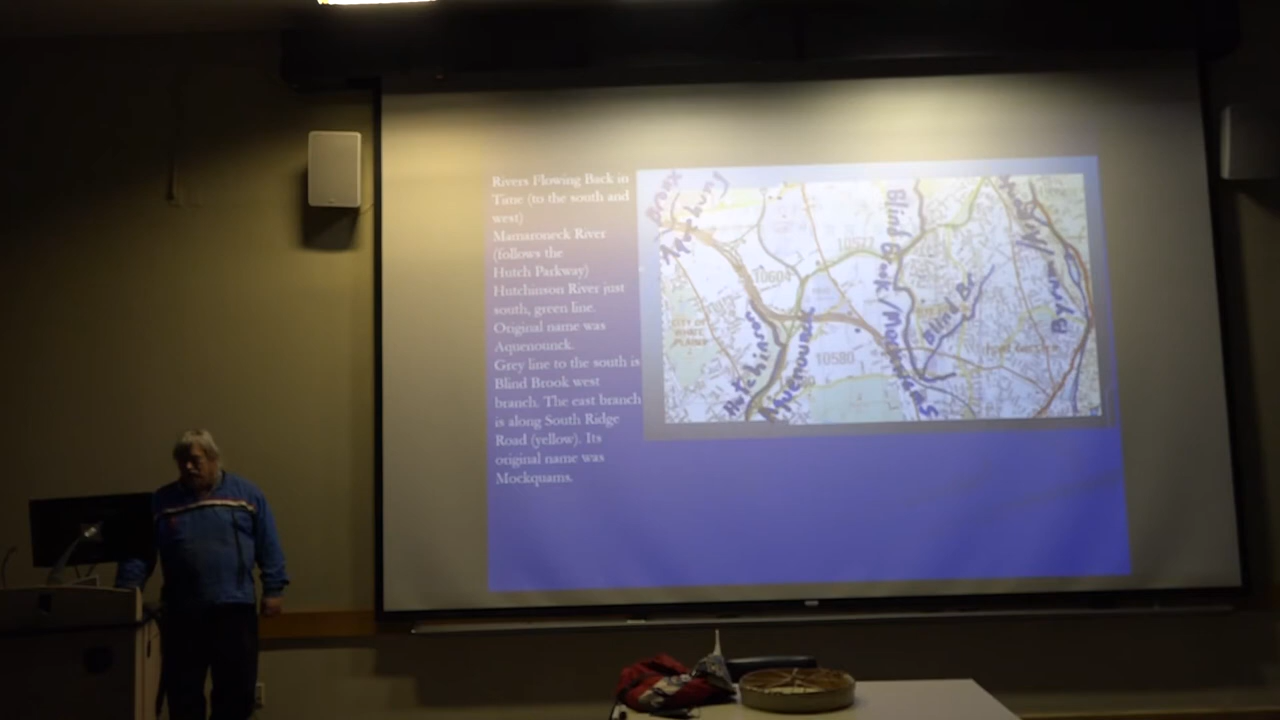 Rivers Flowing Back in
Time (to the south and
west)
Mamaroneck River
(follows the
Hutch Parkway)
Hutchinson River just
south, green line.
Original name was
Aquenounck.
Grey line to the south is
Blind Brook west
branch. The east branch
is along South Ridge
Road (yellow). Its
original name was
Mockquams.
Bronx
Blind Brook/Mockquams
10573
10604
Blind Br
CITY OF
WHITE
PLAINS
Hutchinson
Aquenounck
10580
Byram